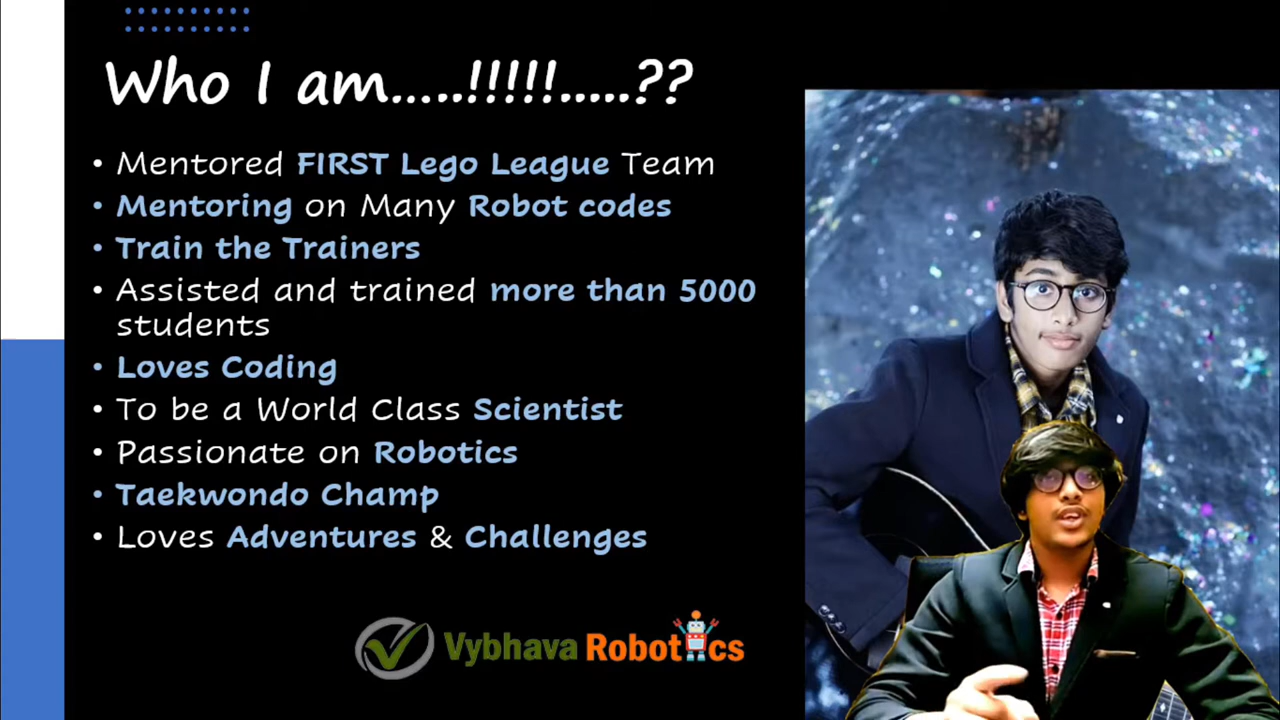 Who I am.....!!!!!.....??
• Mentored FIRST Lego League Team
• Mentoring on Many Robot codes
• Train the Trainers
• Assisted and trained more than 5000
students
• Loves Coding
• To be a World Class Scientist
• Passionate on Robotics
• Taekwondo Champ
• Loves Adventures & Challenges
Vybhava Robotics